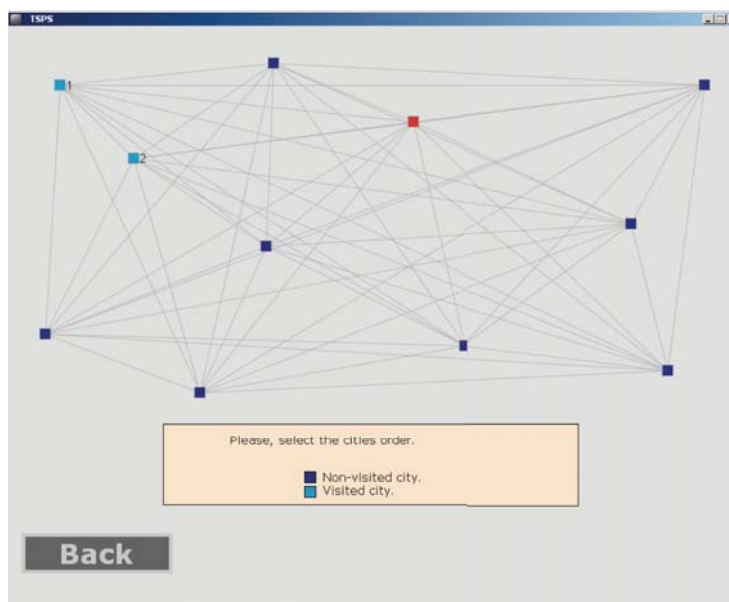 TSPS
1
2
Please, select the cities order.
Non-visited city.
Visited city.
Back